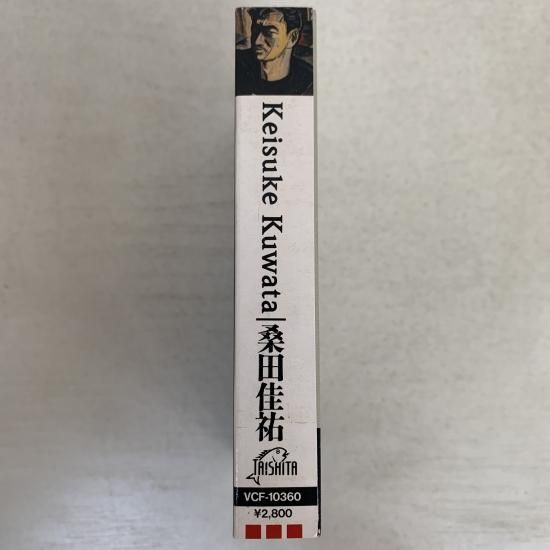 Keisuke Kuwata|桑田佳祐
TAISHITA
VCF-10360
¥2,800